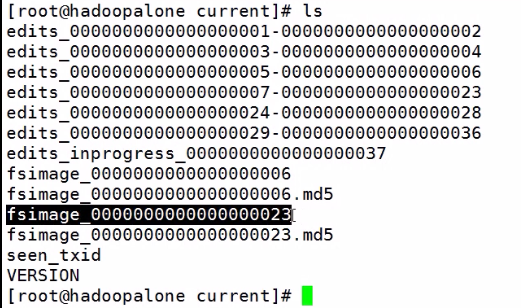 [root@hadoopalone current]# ls
edits_0000000000000000001-0000000000000000002
edits_0000000000000000003-0000000000000000004
edits_0000000000000000005-0000000000000000006
edits_0000000000000000007-0000000000000000023
edits_0000000000000000024-0000000000000000028
edits_0000000000000000029-0000000000000000036
edits_inprogress_0000000000000000037
fsimage_0000000000000000006
fsimage_0000000000000000006.md5
fsimage_0000000000000000023
fsimage_0000000000000000023.md5
seen_txid
VERSION
[root@hadoopalone current]#